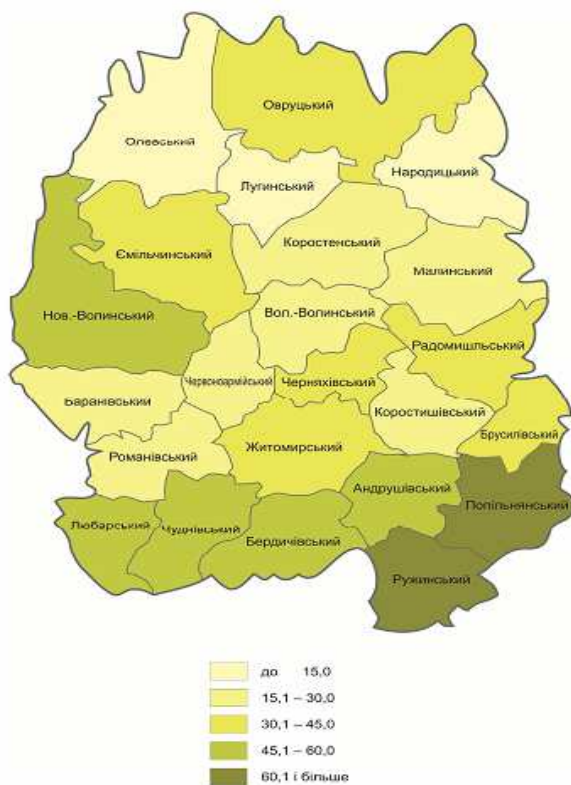 Овруцький
Олевський
Народицький
Лугинський
Коростенський
Ємільчинський
Малинський
Нов.-Волинський
Вол.-Волинський
Радомишльський
Червоноармійський
Черняхівський
Баранівський
Коростишівський
Брусилівський
Житомирський
Романівський
Андрушівський
Попільнянський
Любарський
Чуднівський
Бердичівський
Ружинський
до 15,0
15,1 – 30,0
30,1 – 45,0
45,1 – 60,0
60,1 і більше